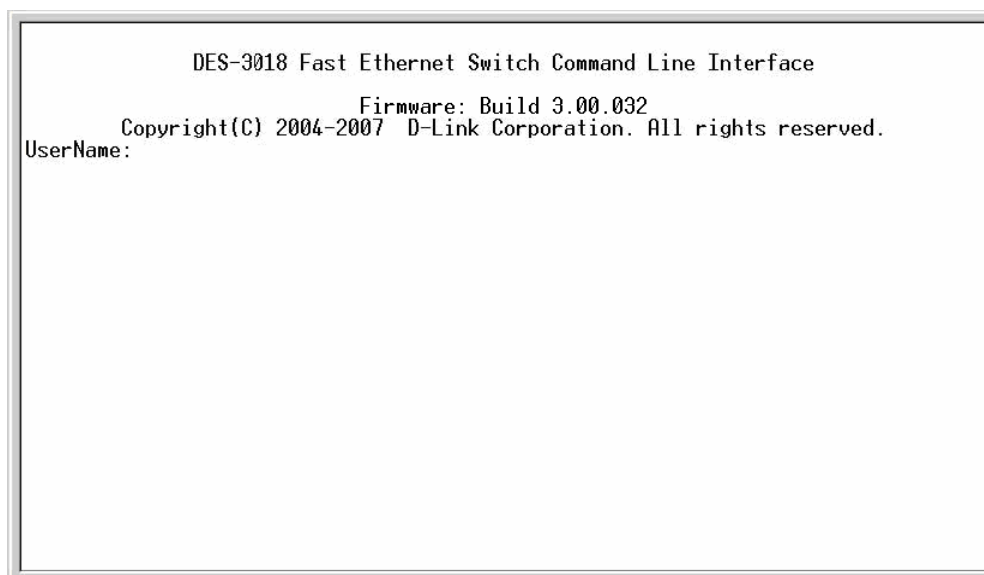 DES-3018 Fast Ethernet Switch Command Line Interface
Firmware: Build 3.00.032
Copyright(C) 2004-2007  D-Link Corporation. All rights reserved.
UserName: